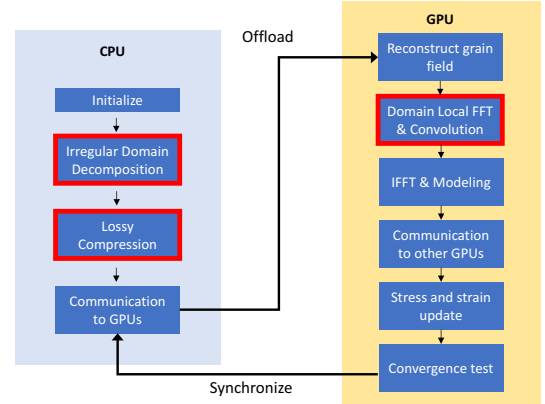 CPU
Initialize
Irregular Domain
Decomposition
Lossy
Compression
Communication
to GPUs
Offload
Synchronize
GPU
Reconstruct grain
field
Domain Local FFT
& Convolution
IFFT & Modeling
Communication
to other GPUs
Stress and strain
update
Convergence test